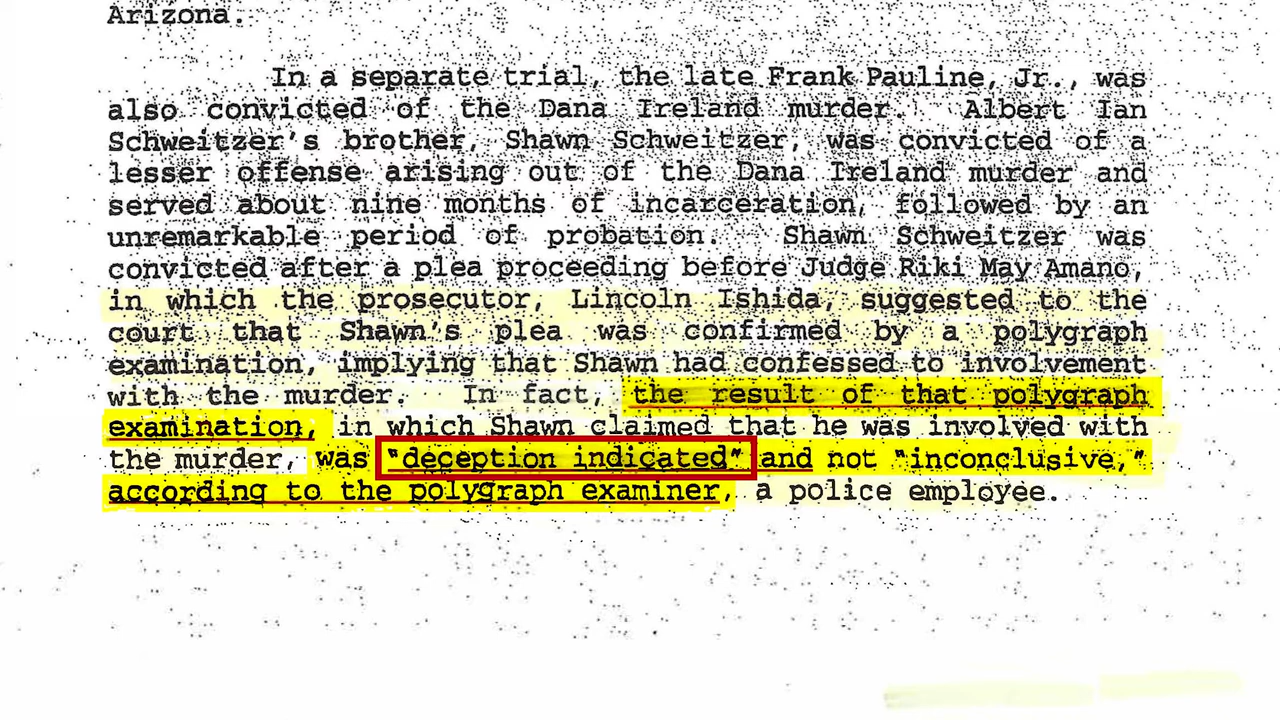 Arizona.
In a separate trial, the late Frank Pauline, Jr., was
also convicted of the Dana Ireland murder. Albert Ian
Schweitzer's brother, Shawn Schweitzer, was convicted of a
lesser offense arising out of the Dana Ireland murder and
served about nine months of incarceration, followed by an
unremarkable period of probation. Shawn Schweitzer was
convicted after a plea proceeding before Judge Riki May Amano,
in which the prosecutor, Lincoln Ishida, suggested to the
court that Shawn's plea was confirmed by a polygraph
examination, implying that Shawn had confessed to involvement
with the murder. In fact, the result of that polygraph
examination, in which Shawn claimed that he was involved with
the murder, was "deception indicated" and not "inconclusive,"
according to the polygraph examiner, a police employee.